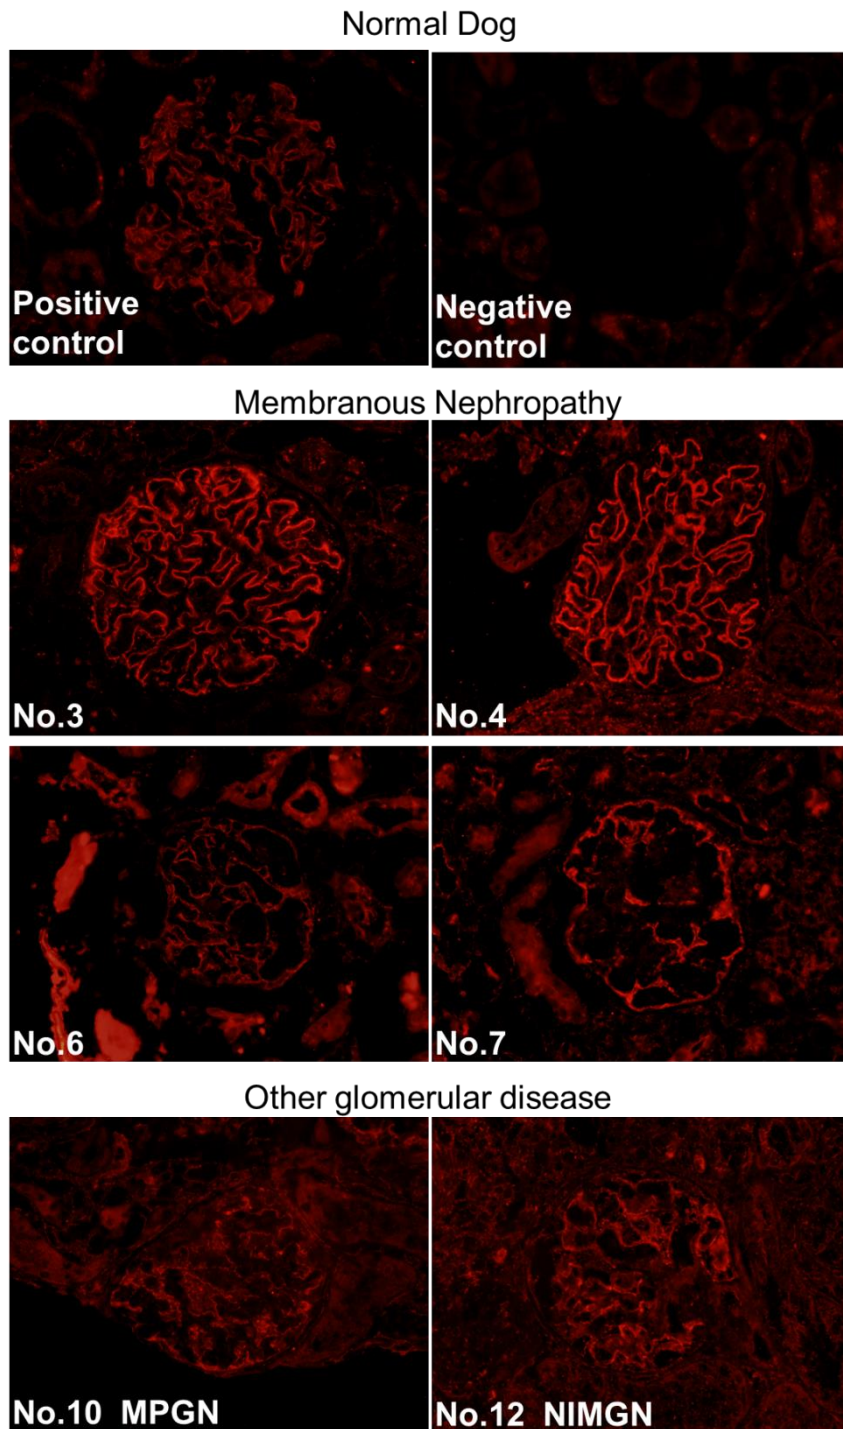 Normal Dog
Positive
control
Negative
control
Membranous Nephropathy
No.3
No.4
No.6
No.7
Other glomerular disease
No.10 MPGN
No.12 NIMGN